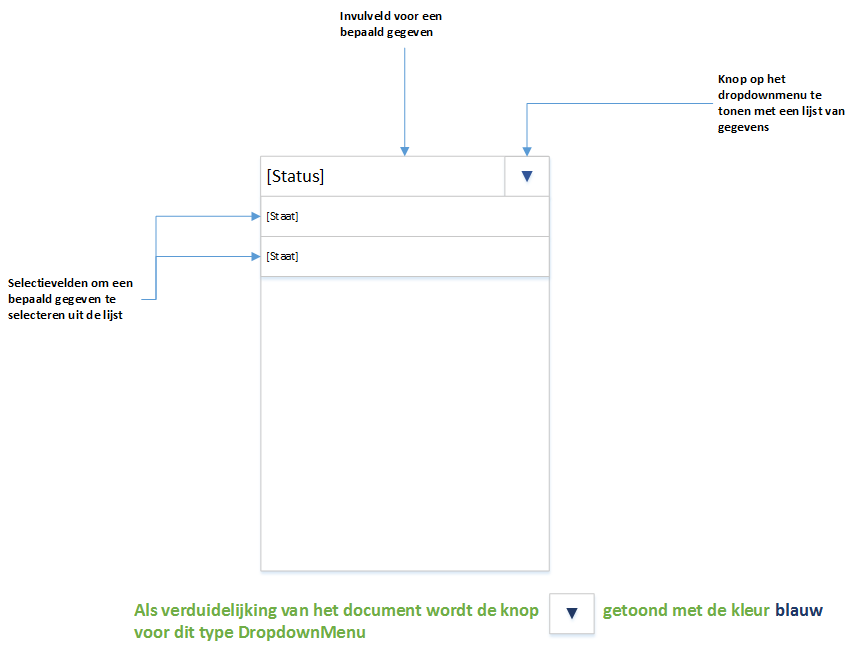 Invulveld voor een
bepaald gegeven
Knop op het
dropdownmenu te
tonen met een lijst van
gegevens
[Status]
[Staat]
[Staat]
Selectievelden om een
bepaald gegeven te
selecteren uit de lijst
Als verduidelijking van het document wordt de knop getoond met de kleur blauw
voor dit type DropdownMenu